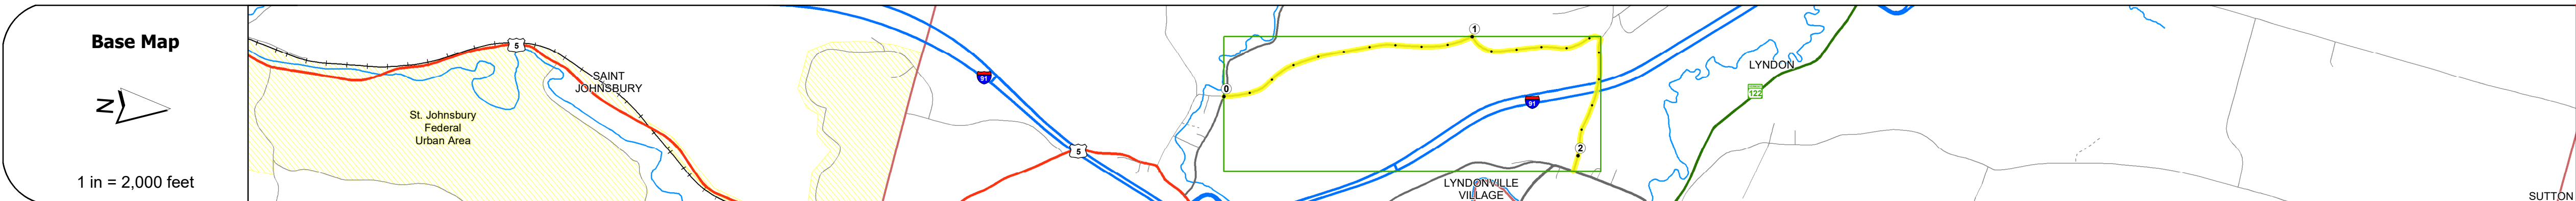 Base Map
N
1 in = 2,000 feet
5
SAINT
JOHNSBURY
St. Johnsbury
Federal
Urban Area
91
5
0
1
91
2
LYNDONVILLE
VILLAGE
LYNDON
122
SUTTON